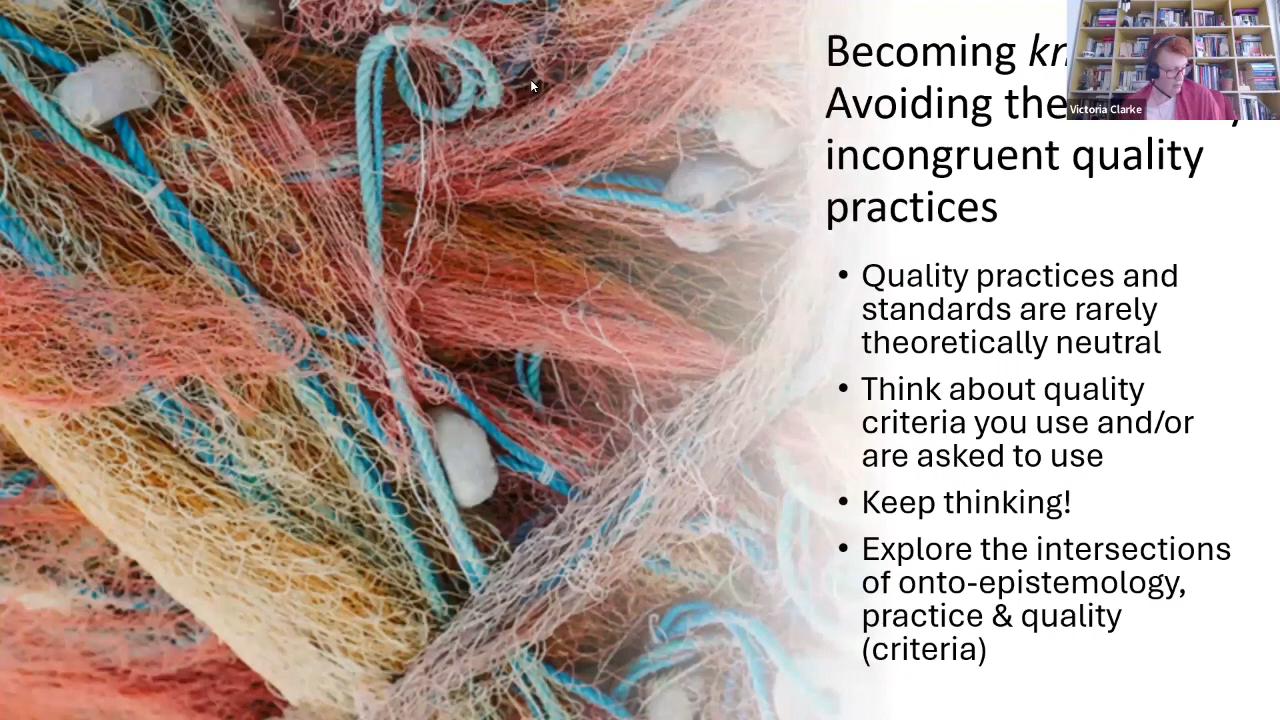 Becoming
Avoiding the
incongruent quality
practices
Victoria Clarke
• Quality practices and
standards are rarely
theoretically neutral
• Think about quality
criteria you use and/or
are asked to use
• Keep thinking!
• Explore the intersections
of onto-epistemology,
practice & quality
(criteria)